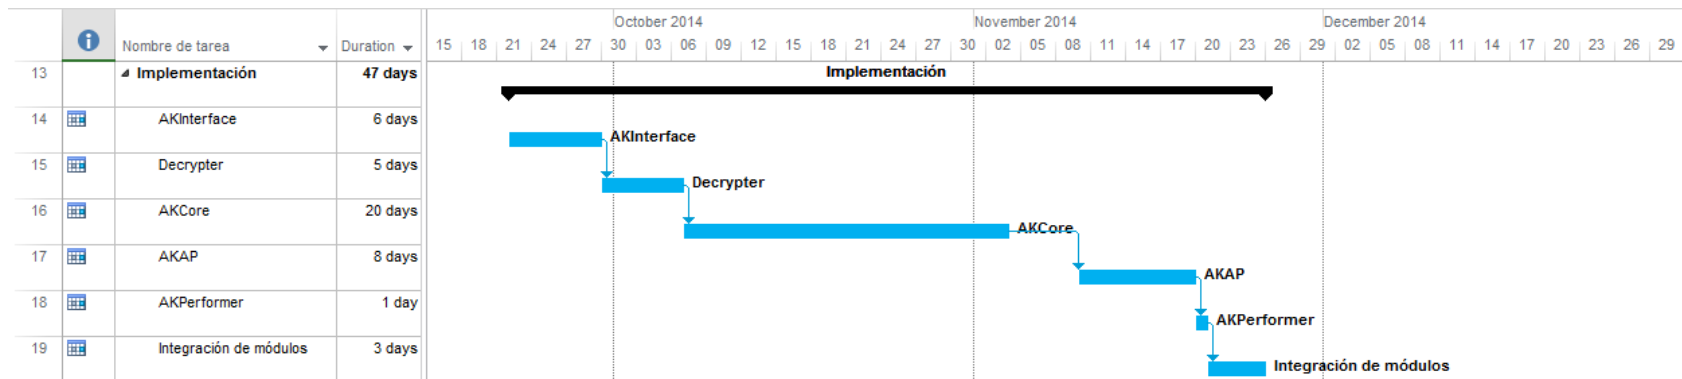 October 2014 November 2014 December 2014
Nombre de tarea Duration 15 18 21 24 27 30 03 06 09 12 15 18 21 24 27 30 02 05 08 11 14 17 20 23 26 29 02 05 08 11 14 17 20 23 26 29
13 Implementación 47 days Implementación
14 AKInterface 6 days AKInterface
15 Decrypter 5 days Decrypter
16 AKCore 20 days AKCore
17 AKAP 8 days AKAP
18 AKPerformer 1 day AKPerformer
19 Integración de módulos 3 days Integración de módulos